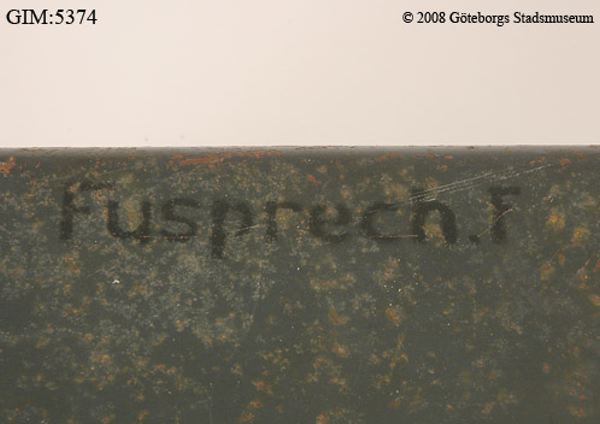 GIM:5374
© 2008 Göteborgs Stadsmuseum
Fusprech.F